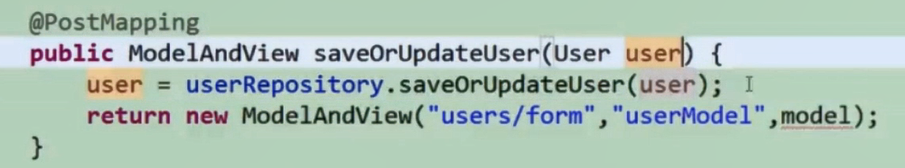 @PostMapping
public ModelAndView saveOrUpdateUser(User user) {
user = userRepository.saveOrUpdateUser(user);
return new ModelAndView("users/form","userModel",model);
}